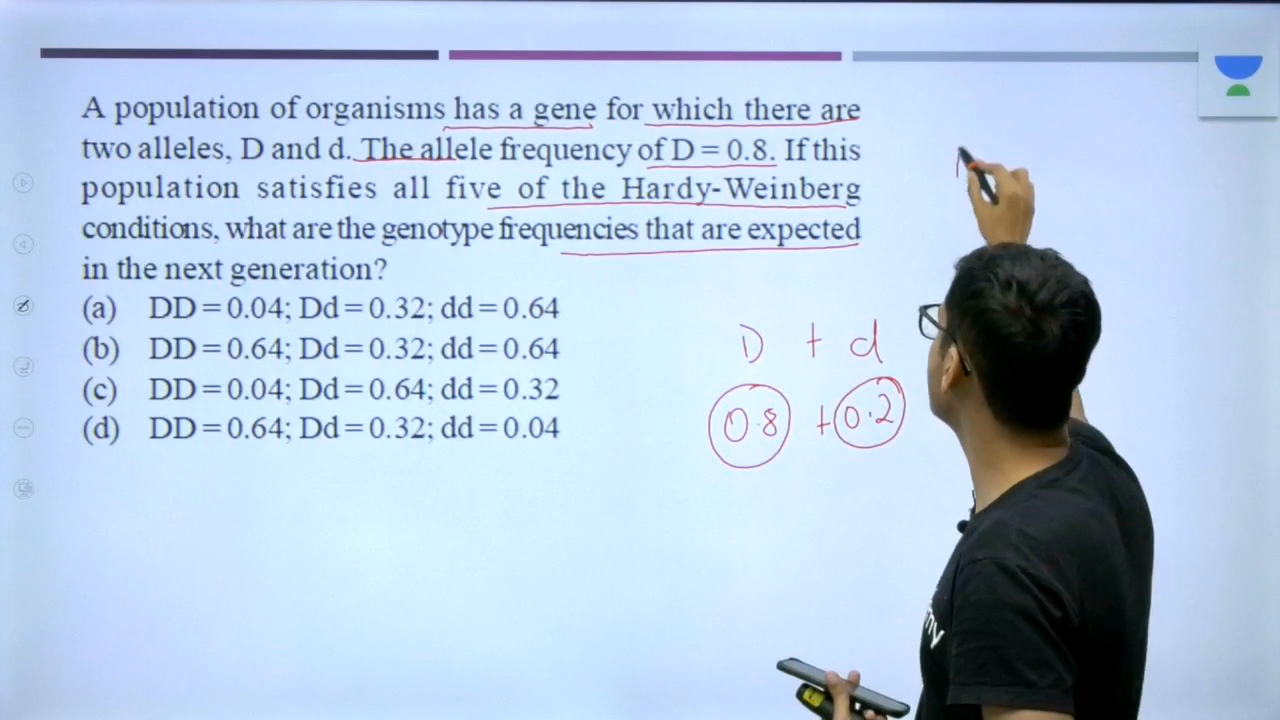 A population of organisms has a gene for which there are
two alleles, D and d. The allele frequency of D = 0.8. If this
population satisfies all five of the Hardy-Weinberg
conditions, what are the genotype frequencies that are expected
in the next generation?
(a) DD = 0.04; Dd = 0.32; dd = 0.64
(b) DD = 0.64; Dd = 0.32; dd = 0.64
(c) DD = 0.04; Dd = 0.64; dd = 0.32
(d) DD = 0.64; Dd = 0.32; dd = 0.04
D + d
0.8 + 0.2